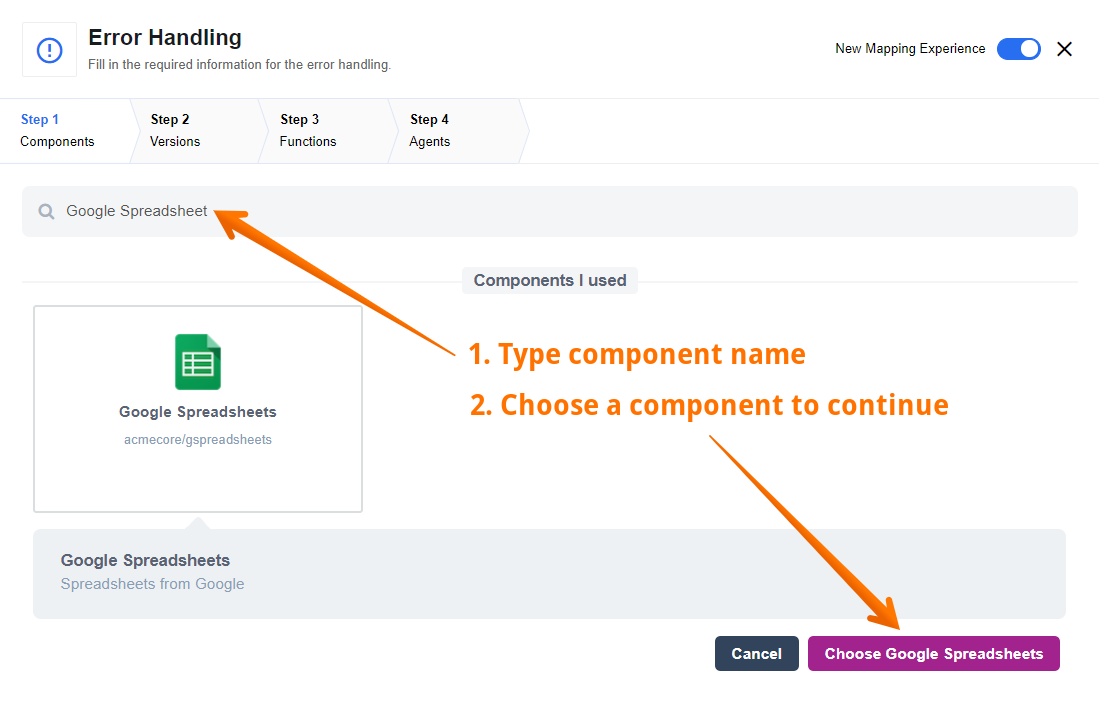 Error Handling
Fill in the required information for the error handling.
New Mapping Experience
Step 1
Components
Step 2
Versions
Step 3
Functions
Step 4
Agents
Google Spreadsheet
Components I used
Google Spreadsheets
acmecore/gspreadsheets
1. Type component name
2. Choose a component to continue
Google Spreadsheets
Spreadsheets from Google
Cancel
Choose Google Spreadsheets